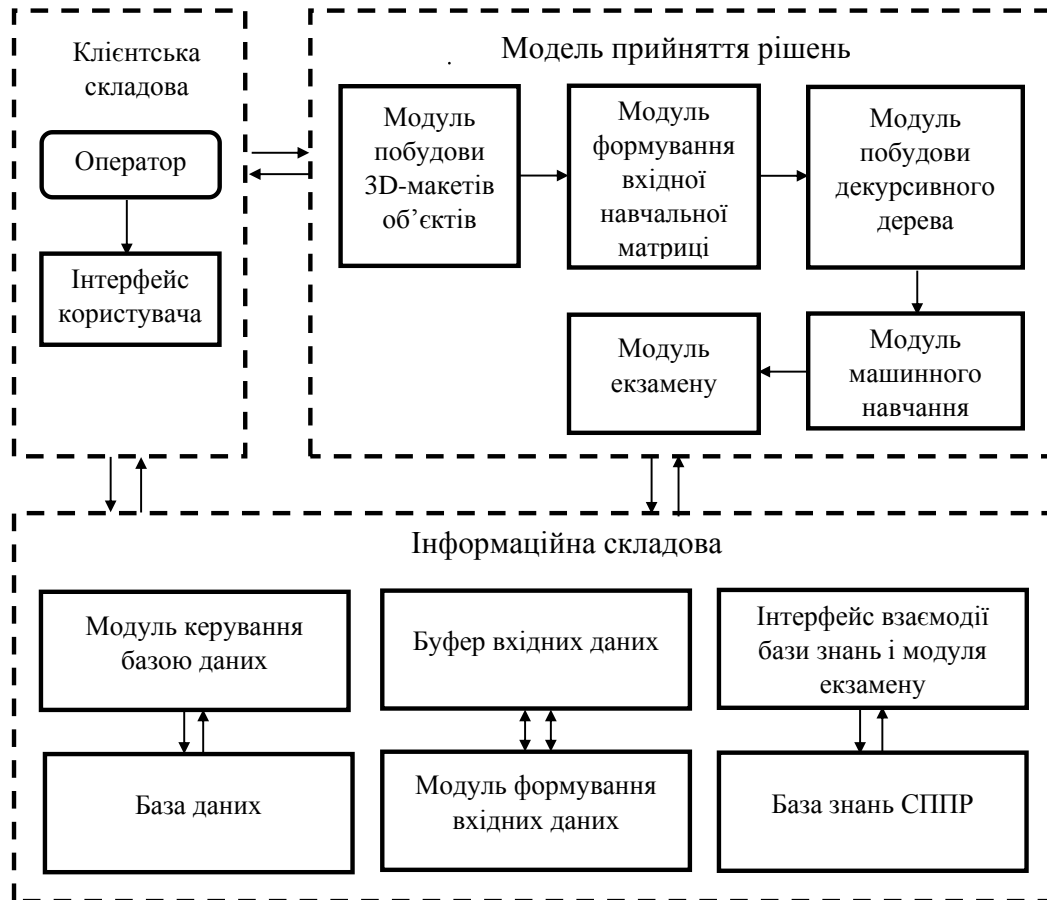 Клієнтська
складова
Оператор
Інтерфейс
користувача
Модель прийняття рішень
Модуль
побудови
3D-макетів
об’єктів
Модуль
формування
вхідної
навчальної
матриці
Модуль
побудови
декурсивного
дерева
Модуль
екзамену
Модуль
машинного
навчання
Інформаційна складова
Модуль керування
базою даних
Буфер вхідних даних
Інтерфейс взаємодії
бази знань і модуля
екзамену
База даних
Модуль формування
вхідних даних
База знань СППР